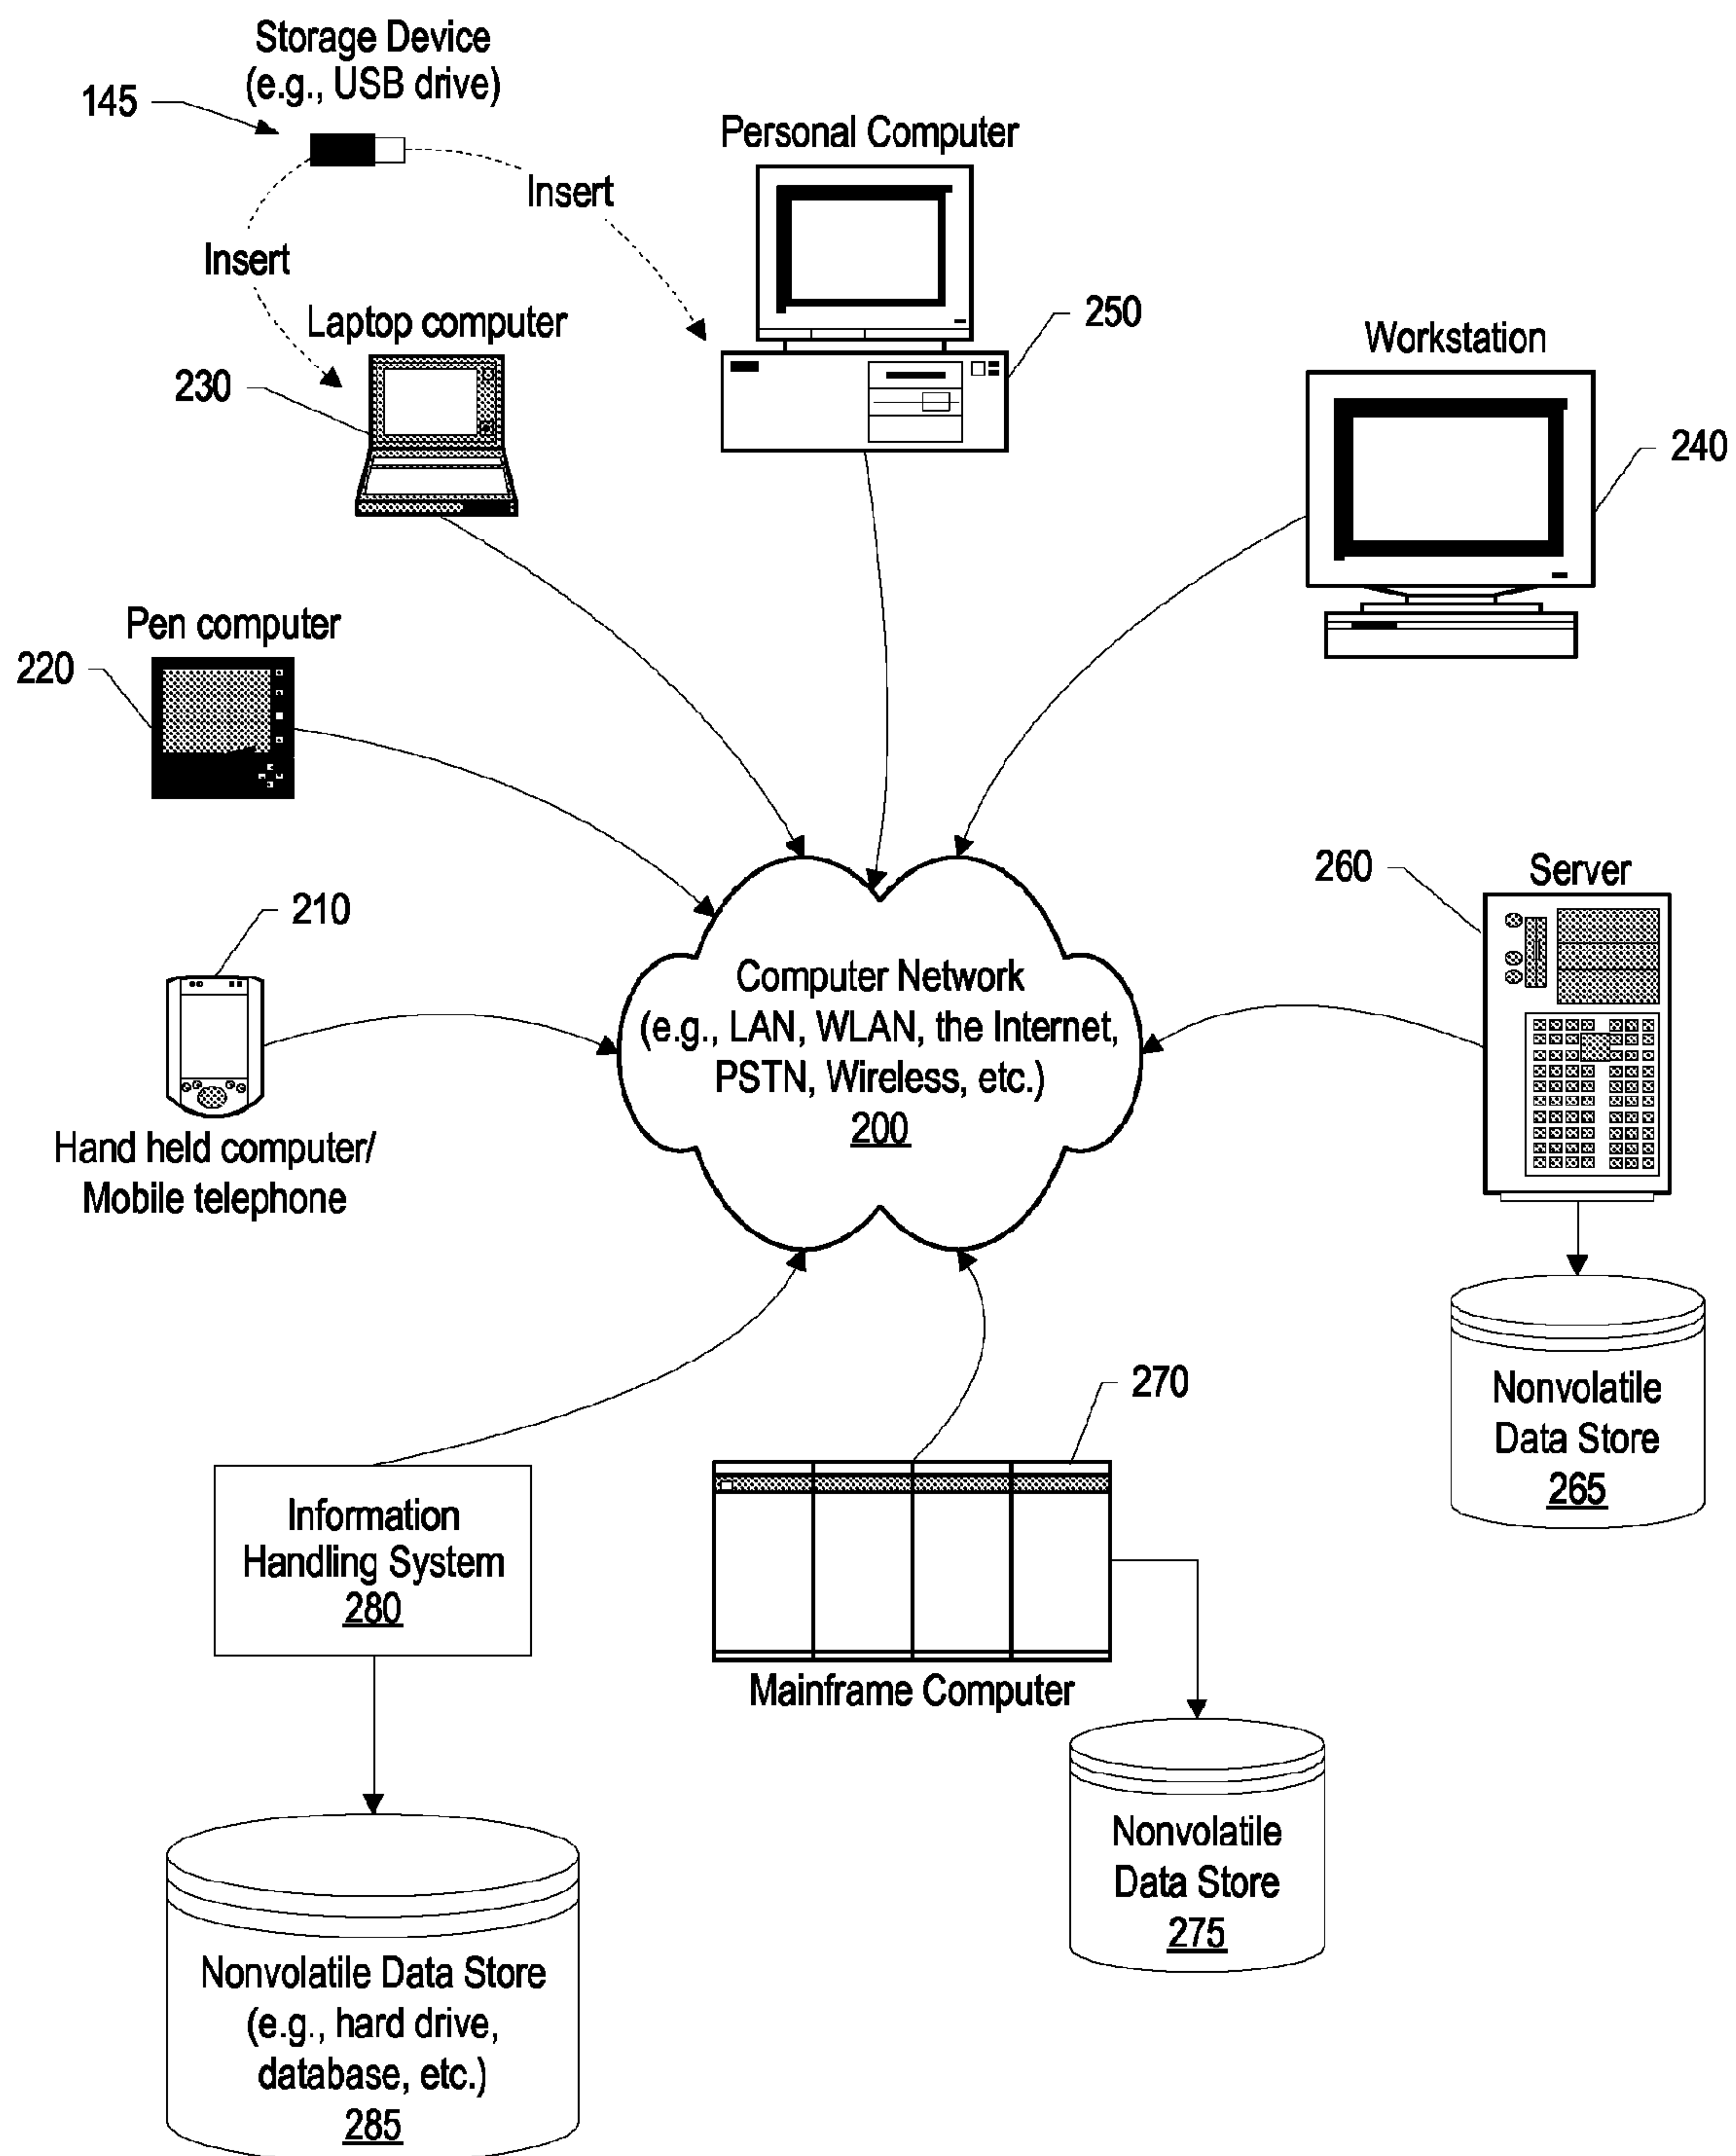 Storage Device
(e.g., USB drive)
145
Insert
Insert
Personal Computer
250
Laptop computer
230
Workstation
240
Pen computer
220
210
Hand held computer/
Mobile telephone
Computer Network
(e.g., LAN, WLAN, the Internet,
PSTN, Wireless, etc.)
200
260
Server
Nonvolatile
Data Store
265
270
Mainframe Computer
Nonvolatile
Data Store
275
Information
Handling System
280
Nonvolatile Data Store
(e.g., hard drive,
database, etc.)
285